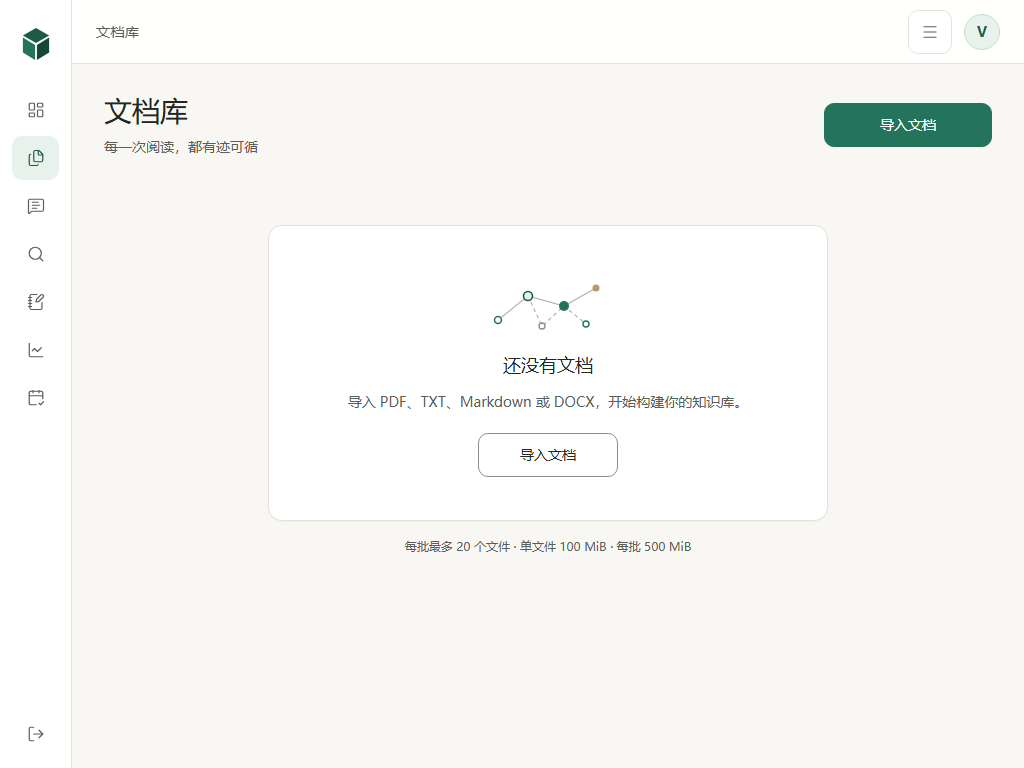 文档库
V
文档库
每一次阅读，都有迹可循
导入文档
还没有文档
导入 PDF、TXT、Markdown 或 DOCX，开始构建你的知识库。
导入文档
每批最多 20 个文件 · 单文件 100 MiB · 每批 500 MiB